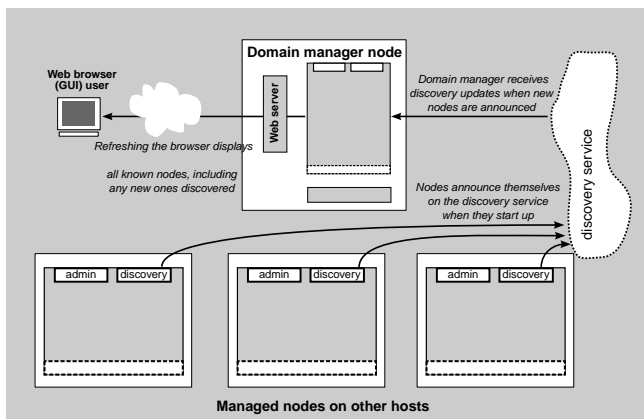 Domain manager node
Web browser
(GUI) user
Web server
Domain manager receives
discovery updates when new
nodes are announced
Refreshing the browser displays
all known nodes, including
any new ones discovered
Nodes announce themselves
on the discovery service
when they start up
discovery service
admin
discovery
admin
discovery
admin
discovery
Managed nodes on other hosts